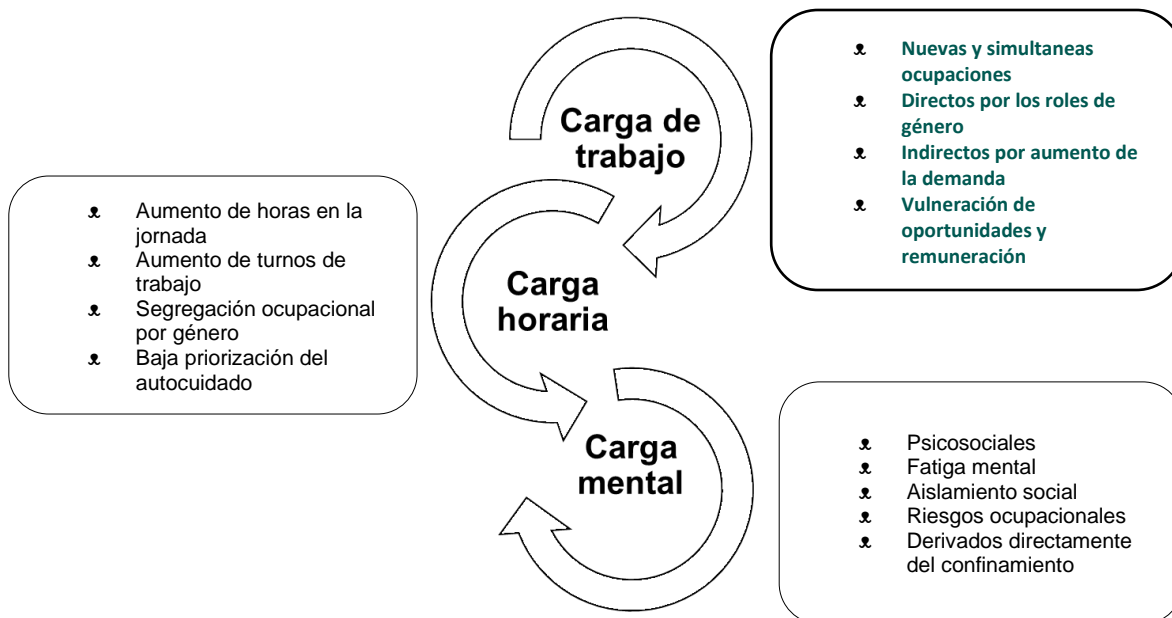 Carga de
trabajo
Nuevas y simultaneas
ocupaciones
Directos por los roles de
género
Indirectos por aumento de
la demanda
Vulneración de
oportunidades y
remuneración
Carga
horaria
Aumento de horas en la
jornada
Aumento de turnos de
trabajo
Segregación ocupacional
por género
Baja priorización del
autocuidado
Carga
mental
Psicosociales
Fatiga mental
Aislamiento social
Riesgos ocupacionales
Derivados directamente
del confinamiento